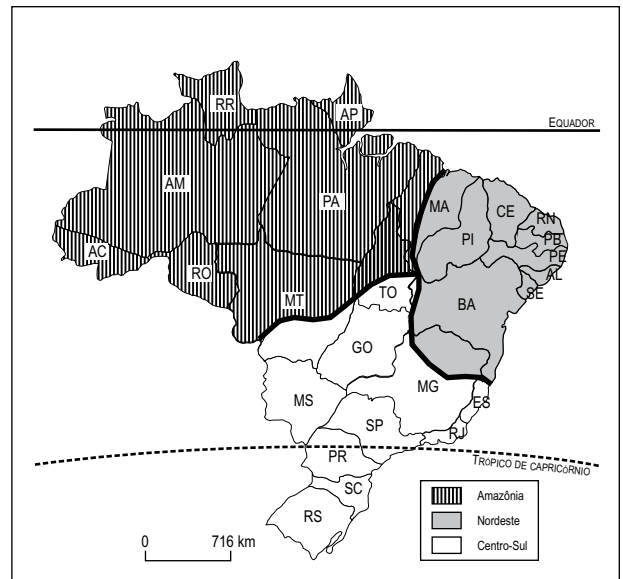 RR
AP
EQUADOR
AM
PA
MA
CE
RN
PB
PE
AL
SE
PI
AC
RO
MT
TO
BA
GO
MG
MS
ES
SP
RJ
PR
TRÓPICO DE CAPRICÓRNIO
SC
RS
0 716 km
Amazônia
Nordeste
Centro-Sul